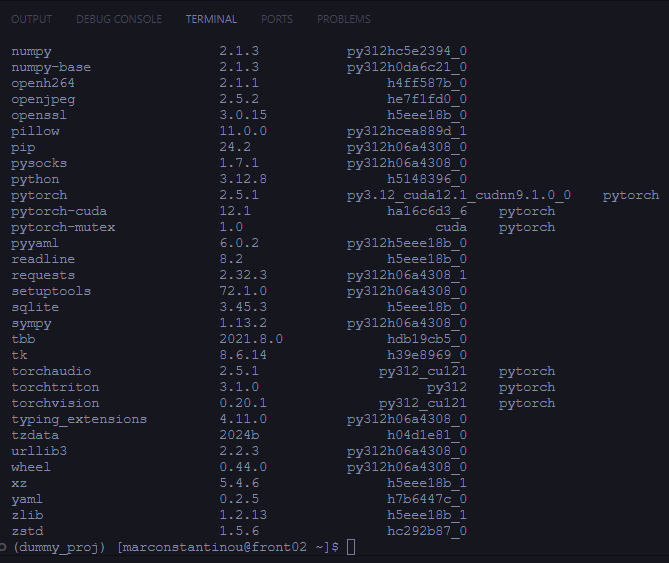 OUTPUT DEBUG CONSOLE TERMINAL PORTS PROBLEMS
numpy 2.1.3 py312hc5e2394_0
numpy-base 2.1.3 py312h0da6c21_0
openh264 2.1.1 h4ff587b_0
openjpeg 2.5.2 he7f1fd0_0
openssl 3.0.15 h5eee18b_0
pillow 11.0.0 py312hcea889d_1
pip 24.2 py312h06a4308_0
pysocks 1.7.1 py312h06a4308_0
python 3.12.8 h5148396_0
pytorch 2.5.1 py3.12_cuda12.1_cudnn9.1.0_0 pytorch
pytorch-cuda 12.1 ha16c6d3_6 pytorch
pytorch-mutex 1.0 cuda pytorch
pyyaml 6.0.2 py312h5eee18b_0
readline 8.2 h5eee18b_0
requests 2.32.3 py312h06a4308_1
setuptools 72.1.0 py312h06a4308_0
sqlite 3.45.3 h5eee18b_0
sympy 1.13.2 py312h06a4308_0
tbb 2021.8.0 hdb19cb5_0
tk 8.6.14 h39e8969_0
torchaudio 2.5.1 py312_cu121 pytorch
torchtriton 3.1.0 py312 pytorch
torchvision 0.20.1 py312_cu121 pytorch
typing_extensions 4.11.0 py312h06a4308_0
tzdata 2024b h04d1e81_0
urllib3 2.2.3 py312h06a4308_0
wheel 0.44.0 py312h06a4308_0
xz 5.4.6 h5eee18b_1
yaml 0.2.5 h7b6447c_0
zlib 1.2.13 h5eee18b_1
zstd 1.5.6 hc292b87_0
(dummy_proj) [marconstantinou@front02 ~]$